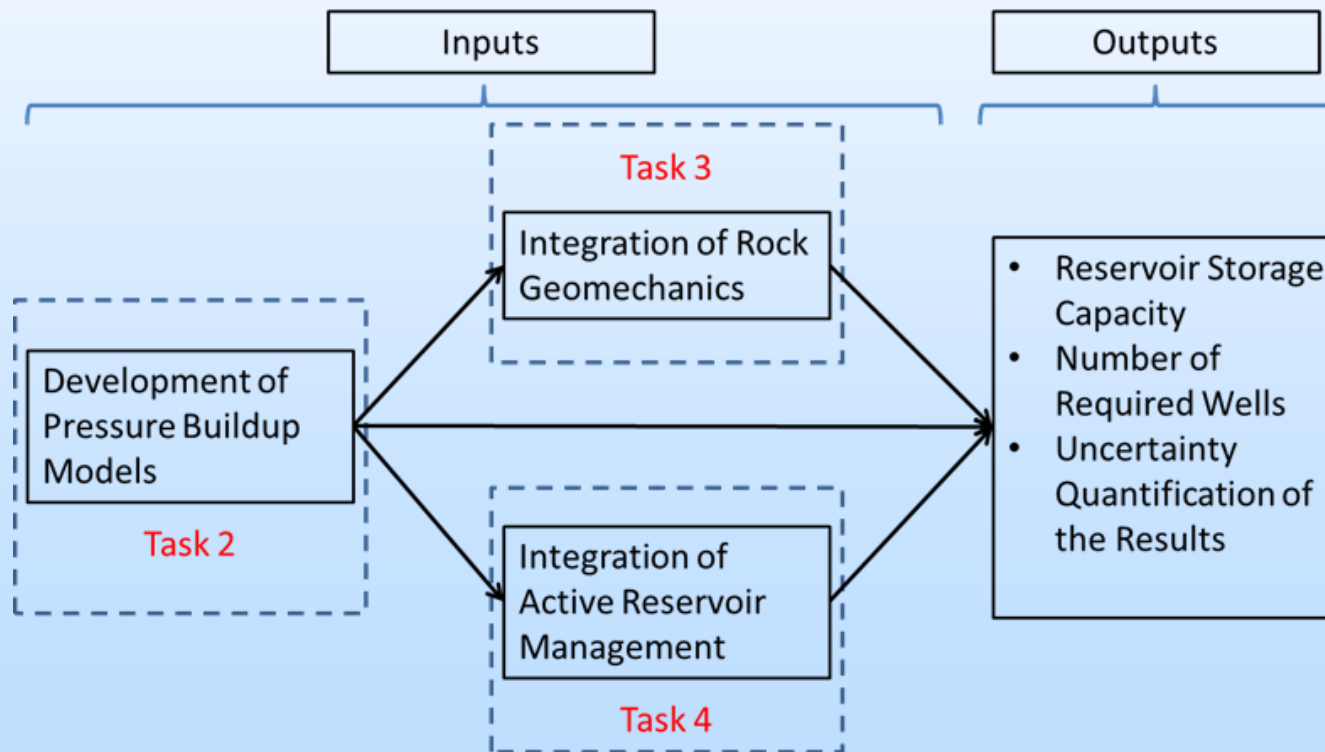 Inputs
Outputs
Task 3
Integration of Rock
Geomechanics
Development of
Pressure Buildup
Models
Task 2
Integration of
Active Reservoir
Management
Task 4
• Reservoir Storage
Capacity
• Number of
Required Wells
• Uncertainty
Quantification of
the Results